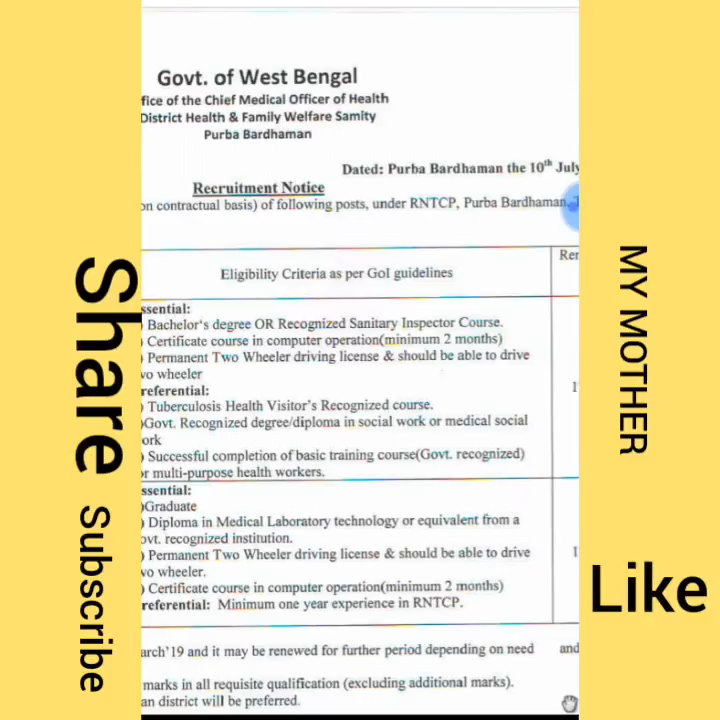 Govt. of West Bengal
fice of the Chief Medical Officer of Health
District Health & Family Welfare Samity
Purba Bardhaman
Dated: Purba Bardhaman the 10th July
Recruitment Notice
on contractual basis) of following posts, under RNTCP, Purba Bardhaman.
Eligibility Criteria as per GoI guidelines
Rer
ssential:
) Bachelor's degree OR Recognized Sanitary Inspector Course.
) Certificate course in computer operation(minimum 2 months)
) Permanent Two Wheeler driving license & should be able to drive
vo wheeler
referential:
) Tuberculosis Health Visitor's Recognized course.
)Govt. Recognized degree/diploma in social work or medical social
ork
) Successful completion of basic training course(Govt. recognized)
or multi-purpose health workers.
1
ssential:
)Graduate
) Diploma in Medical Laboratory technology or equivalent from a
ovt. recognized institution.
) Permanent Two Wheeler driving license & should be able to drive
vo wheeler.
) Certificate course in computer operation(minimum 2 months)
referential: Minimum one year experience in RNTCP.
1
arch'19 and it may be renewed for further period depending on need and
marks in all requisite qualification (excluding additional marks).
an district will be preferred.
Share
Subscribe
MY MOTHER
Like